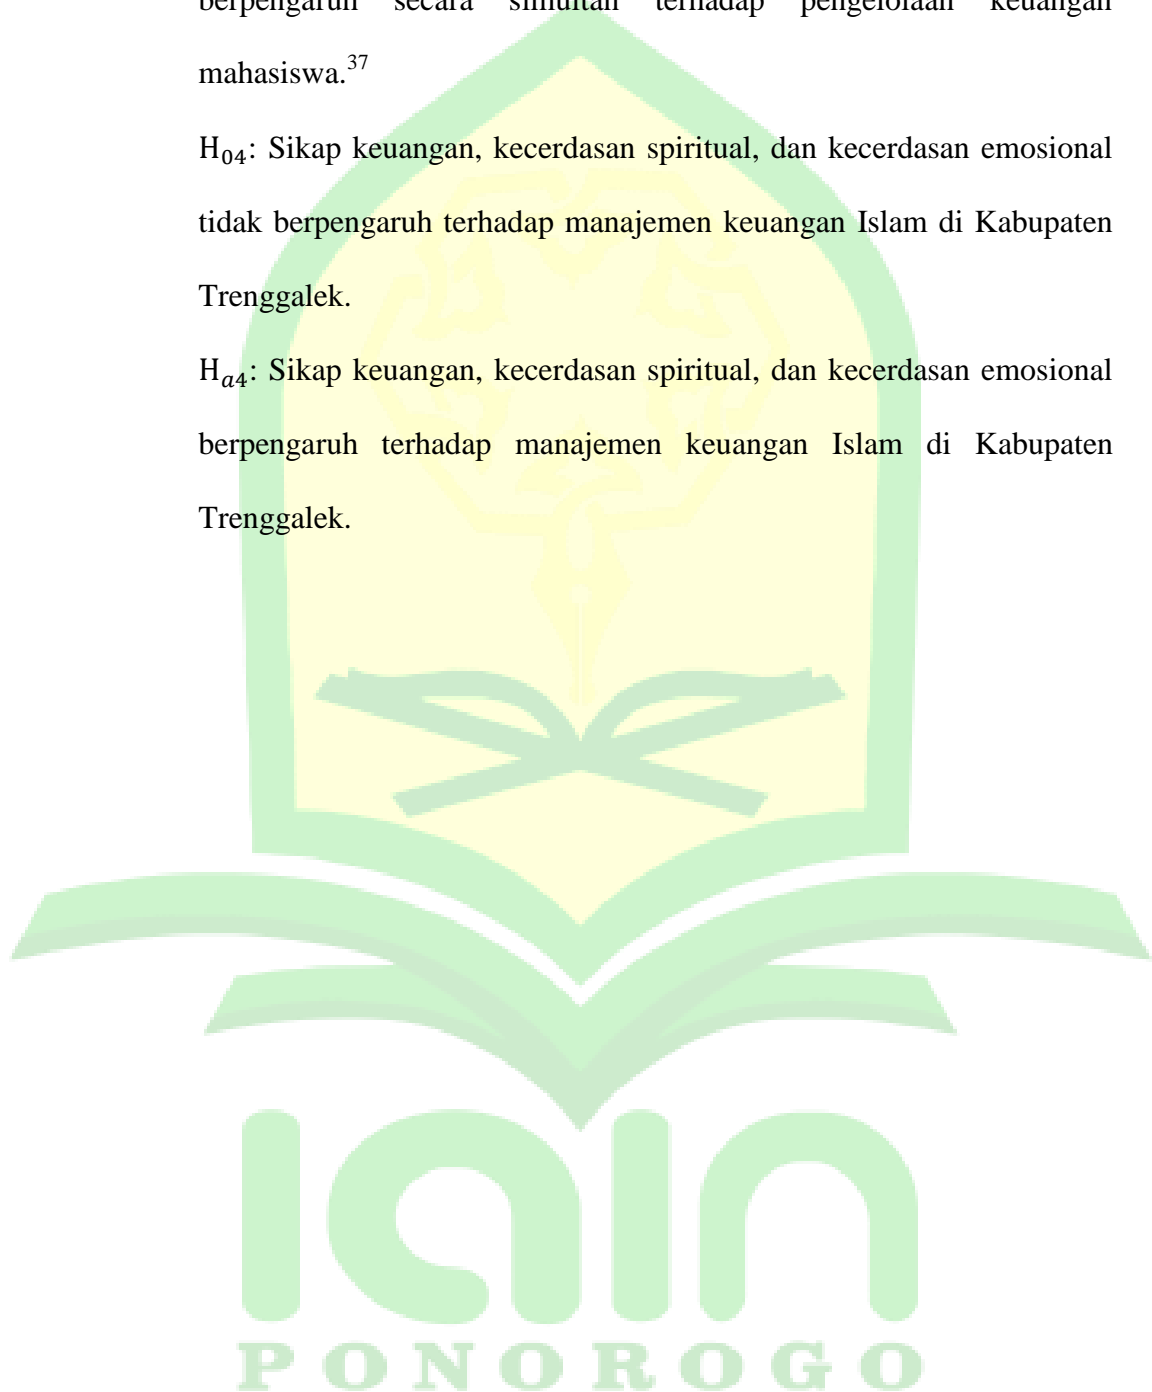 berpengaruh secara simultan terhadap pengelolaan keuangan
mahasiswa.³⁷
H₀₄: Sikap keuangan, kecerdasan spiritual, dan kecerdasan emosional
tidak berpengaruh terhadap manajemen keuangan Islam di Kabupaten
Trenggalek.
Hₐ₄: Sikap keuangan, kecerdasan spiritual, dan kecerdasan emosional
berpengaruh terhadap manajemen keuangan Islam di Kabupaten
Trenggalek.
iain
PONOROGO